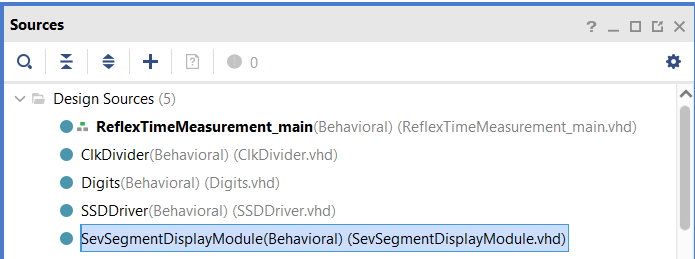 Sources
? _
0
Design Sources (5)
ReflexTimeMeasurement_main(Behavioral) (ReflexTimeMeasurement_main.vhd)
ClkDivider(Behavioral) (ClkDivider.vhd)
Digits(Behavioral) (Digits.vhd)
SSDDriver(Behavioral) (SSDDriver.vhd)
SevSegmentDisplayModule(Behavioral) (SevSegmentDisplayModule.vhd)